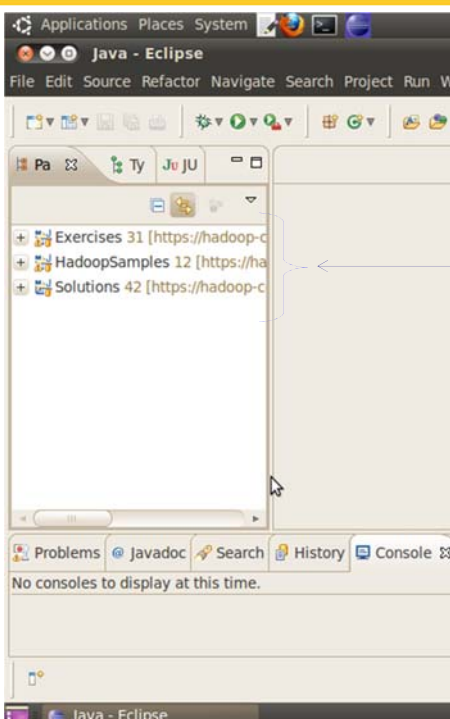 Applications Places System
Java - Eclipse
File Edit Source Refactor Navigate Search Project Run W
Pa Ty Ju JU
Exercises 31 [https://hadoop-c
HadoopSamples 12 [https://ha
Solutions 42 [https://hadoop-c
Problems @ Javadoc Search History Console
No consoles to display at this time.
Java - Eclipse